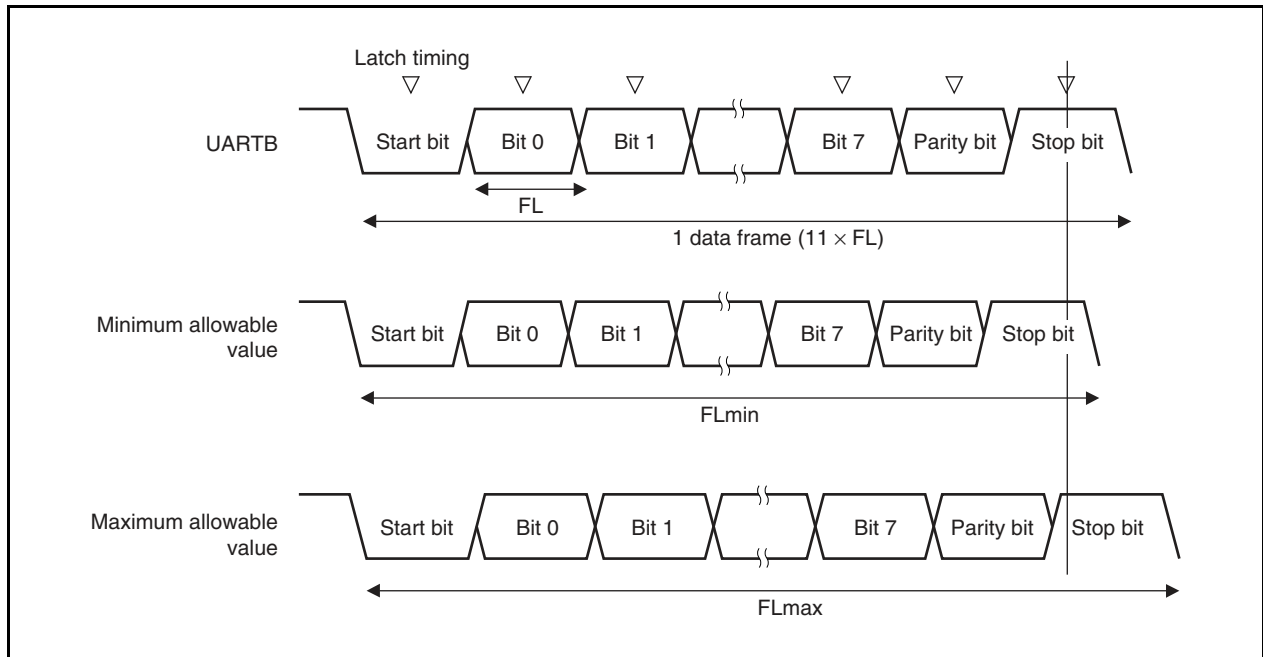 Latch timing
UARTB
Start bit
Bit 0
Bit 1
Bit 7
Parity bit
Stop bit
FL
1 data frame (11 × FL)
Minimum allowable
value
Start bit
Bit 0
Bit 1
Bit 7
Parity bit
Stop bit
FLmin
Maximum allowable
value
Start bit
Bit 0
Bit 1
Bit 7
Parity bit
Stop bit
FLmax